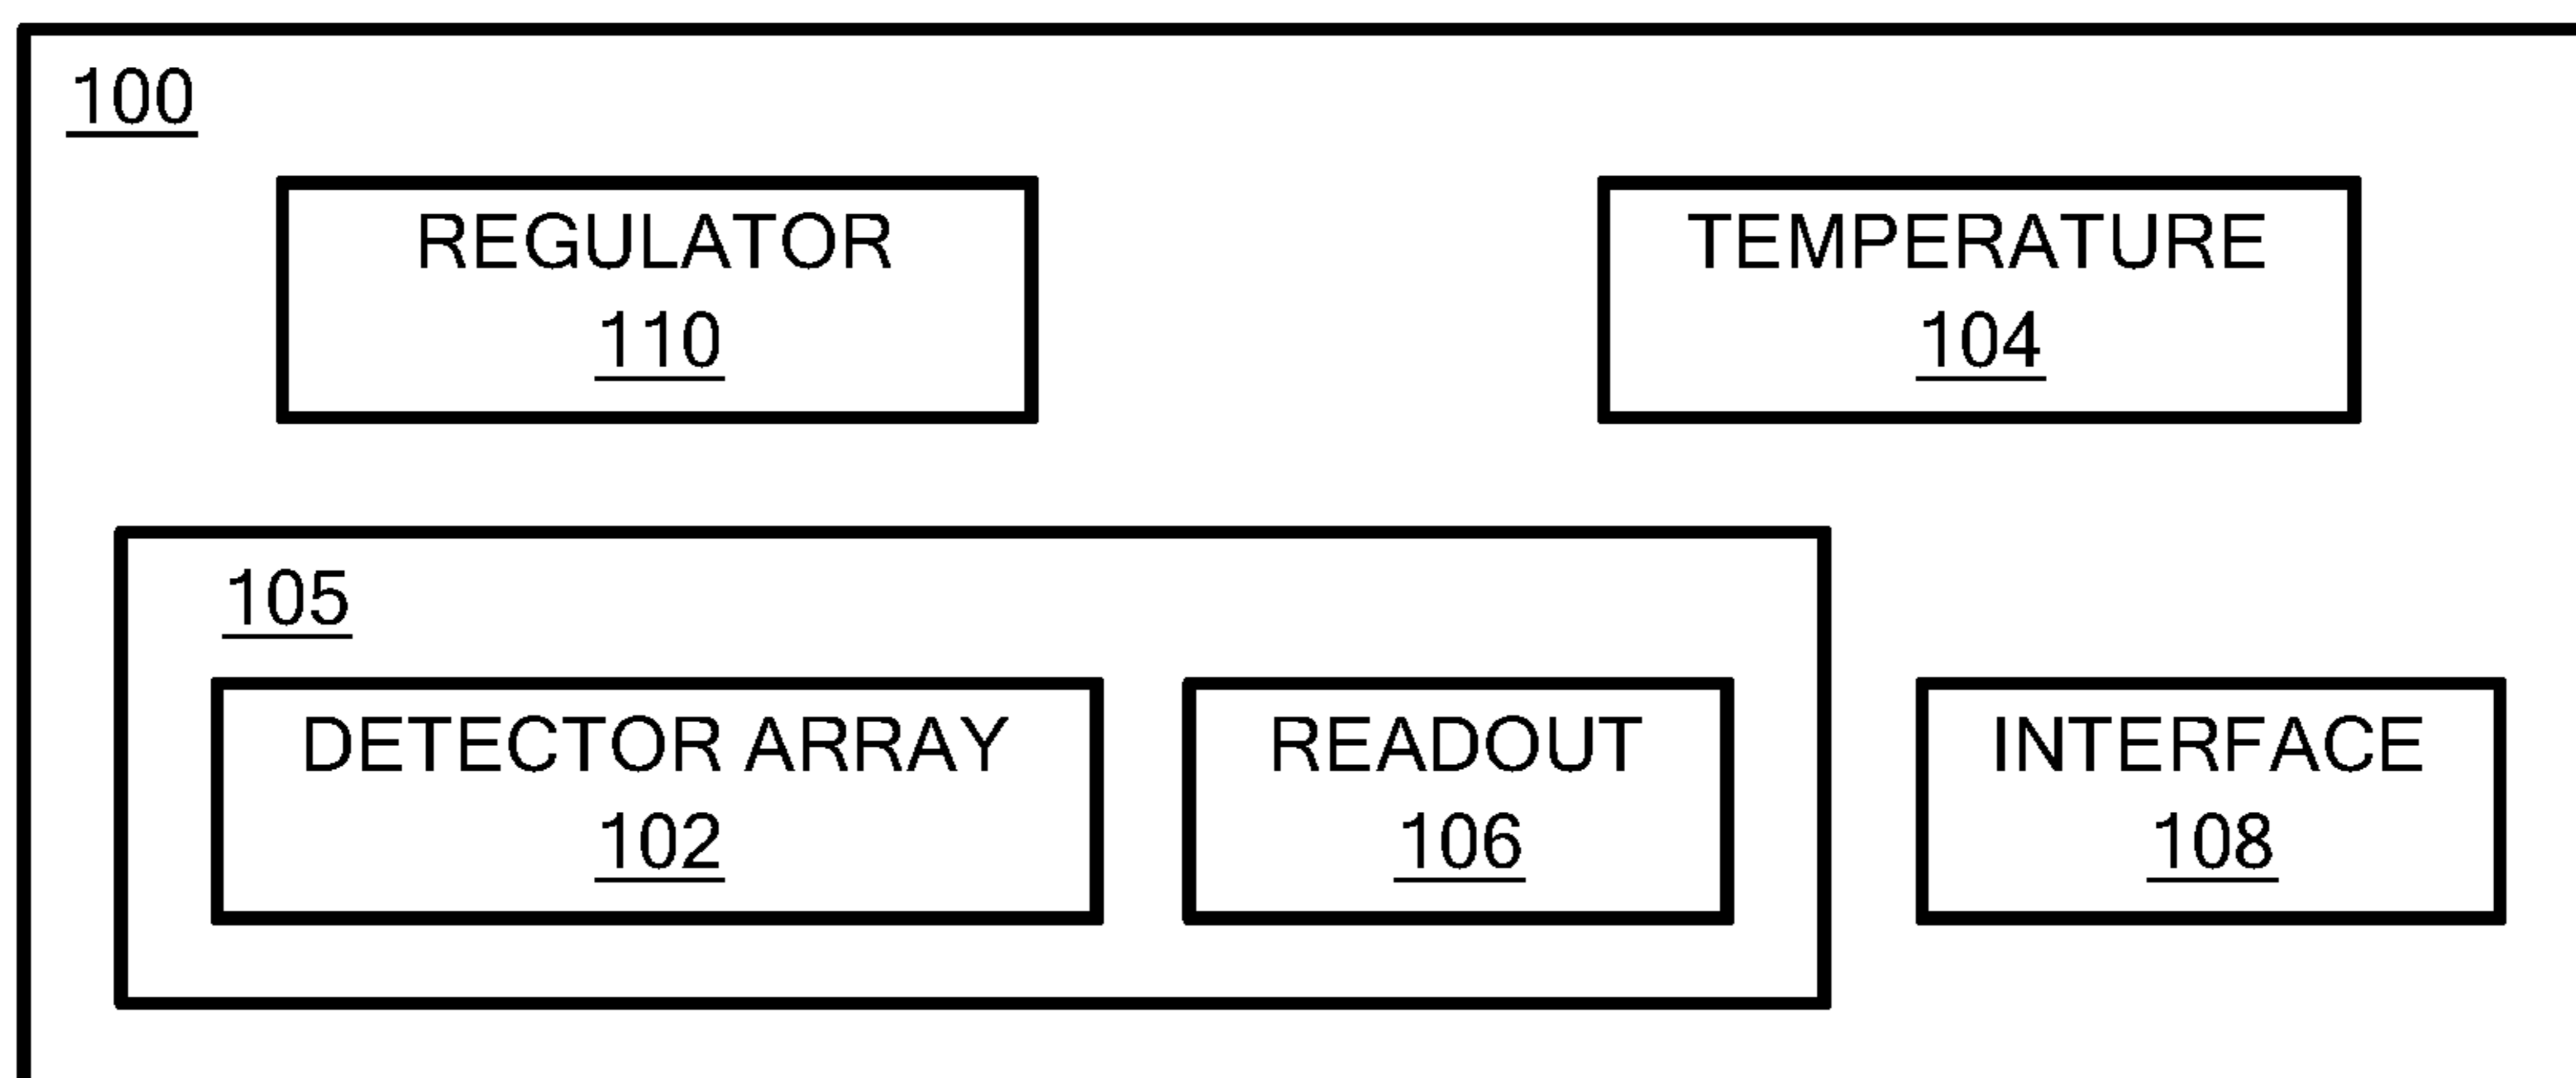 100
REGULATOR
110
TEMPERATURE
104
105
DETECTOR ARRAY
102
READOUT
106
INTERFACE
108